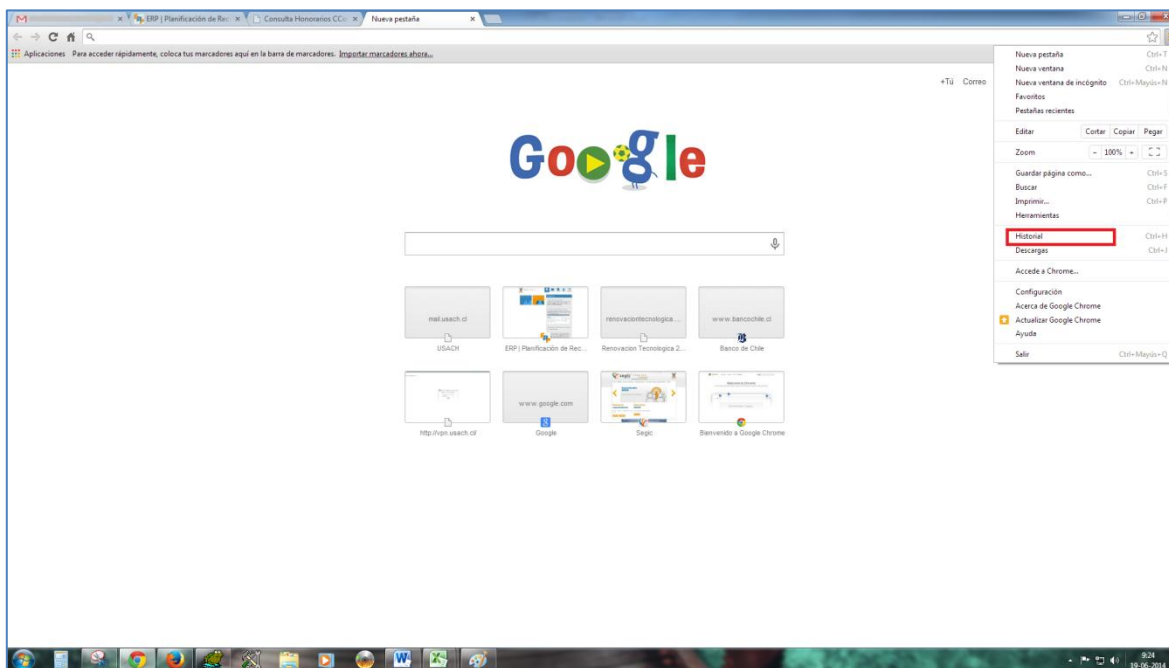 ERP | Planificación de Rec
Consulta Honorarios CCo
Nueva pestaña
Aplicaciones Para acceder rápidamente, coloca tus marcadores aquí en la barra de marcadores. Importar marcadores ahora...
+Tú Correo
Google
mail.usach.cl
renovaciontecnologica....
www.bancochile.cl
USACH
ERP | Planificación de Rec...
Renovacion Tecnologica 2...
Banco de Chile
www.google.com
Segic
http://vpn.usach.cl/
Google
Segic
Bienvenido a Google Chrome
Nueva pestaña Ctrl+T
Nueva ventana Ctrl+N
Nueva ventana de incógnito Ctrl+Mayús+N
Favoritos
Pestañas recientes
Editar Cortar Copiar Pegar
Zoom - 100% +
Guardar página como... Ctrl+S
Buscar Ctrl+F
Imprimir... Ctrl+P
Herramientas
Historial Ctrl+H
Descargas Ctrl+J
Accede a Chrome...
Configuración
Acerca de Google Chrome
Actualizar Google Chrome
Ayuda
Salir Ctrl+Mayús+Q
9:24
19-06-2014